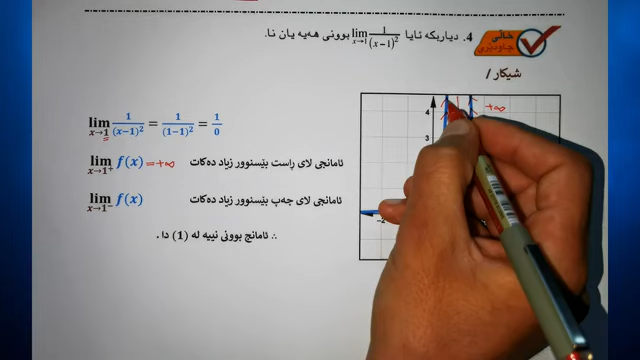 خاڵی جاودێری
4. دیاربکە ئایا lim x→1 1/(x−1)² بوونی هەیە یان نا.
شیکار /
lim x→1 1/(x−1)² = 1/(1−1)² = 1/0
lim x→1⁺ f(x) = +∞ ئامانجی لای ڕاست بێسنوور زیاد دەکات
lim x→1⁻ f(x) ئامانجی لای چەپ بێسنوور زیاد دەکات
∴ ئامانج بوونی نییە لە (1) دا .
+∞
4
3
−2